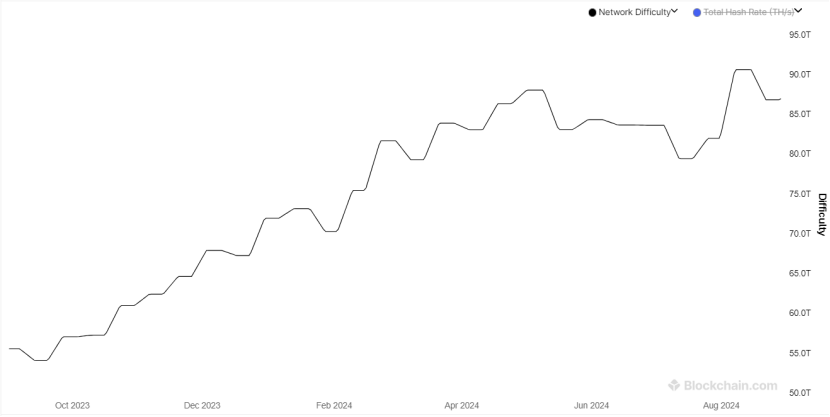 Network Difficulty Total Hash Rate (TH/s)
95.0T
90.0T
85.0T
80.0T
75.0T
70.0T
65.0T
60.0T
55.0T
50.0T
Difficulty
Blockchain.com
Oct 2023 Dec 2023 Feb 2024 Apr 2024 Jun 2024 Aug 2024